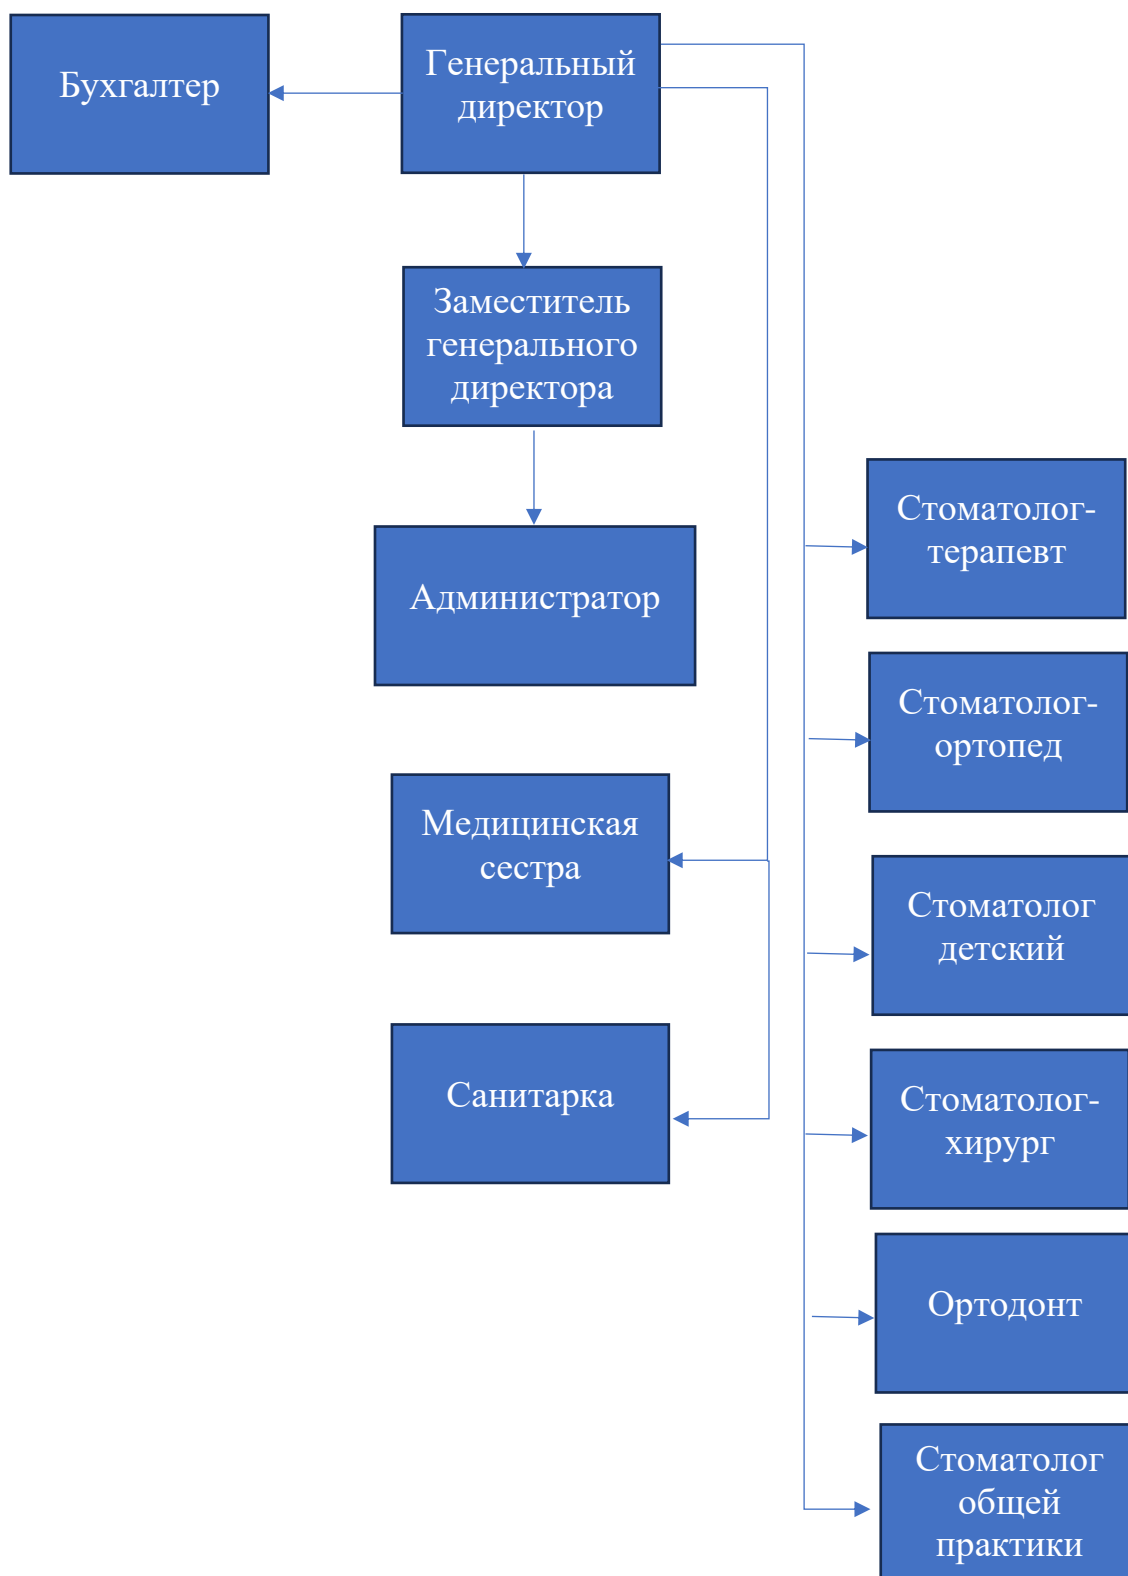 Бухгалтер
Генеральный
директор
Заместитель
генерального
директора
Стоматолог-
терапевт
Администратор
Стоматолог-
ортопед
Медицинская
сестра
Стоматолог
детский
Санитарка
Стоматолог-
хирург
Ортодонт
Стоматолог
общей
практики